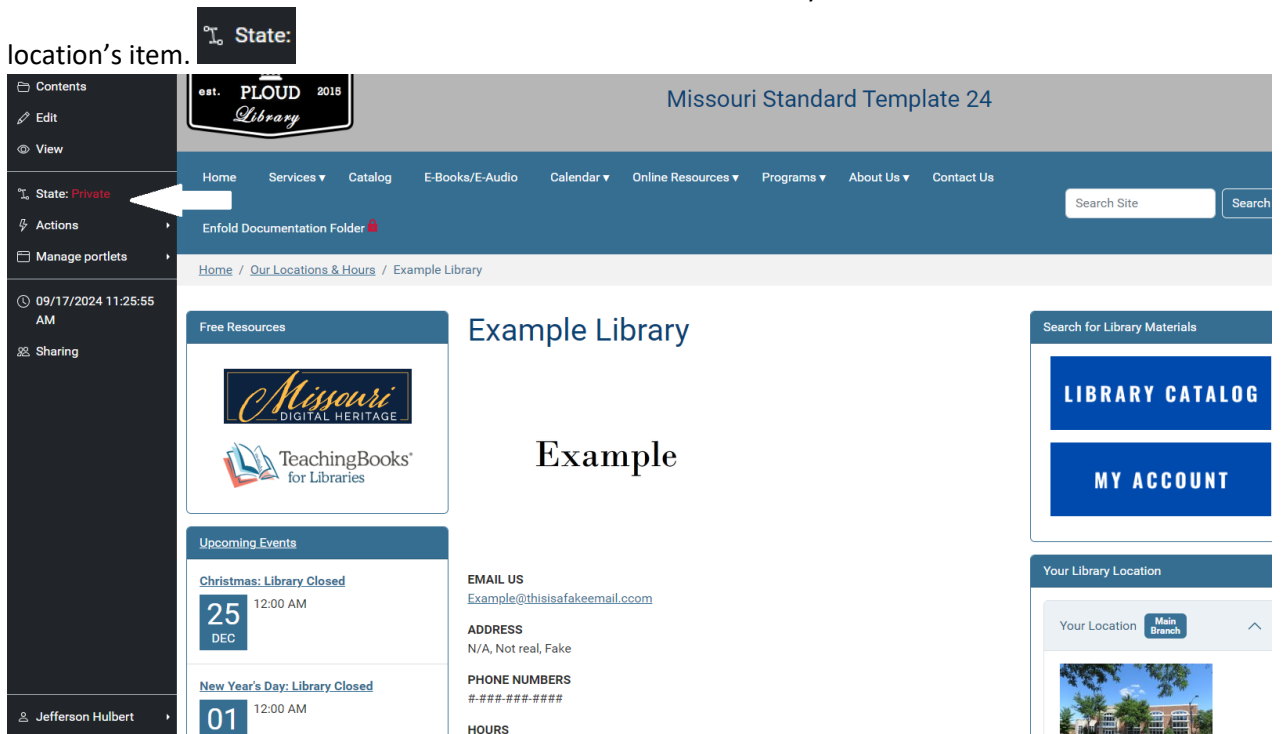 location's item. State:
Contents
Edit
View
State: Private
Actions
Manage portlets
09/17/2024 11:25:55
AM
Sharing
Jefferson Hulbert
est. PLOUD 2015
Library
Missouri Standard Template 24
Home Services ▾ Catalog E-Books/E-Audio Calendar ▾ Online Resources ▾ Programs ▾ About Us ▾ Contact Us
Enfold Documentation Folder
Search Site Search
Home / Our Locations & Hours / Example Library
Free Resources
Missouri
DIGITAL HERITAGE
TeachingBooks
for Libraries
Upcoming Events
Christmas: Library Closed
25
DEC
12:00 AM
New Year's Day: Library Closed
01
12:00 AM
Example Library
Example
EMAIL US
Example@thisisafakeemail.ccom
ADDRESS
N/A, Not real, Fake
PHONE NUMBERS
#-###-###-####
HOURS
Search for Library Materials
LIBRARY CATALOG
MY ACCOUNT
Your Library Location
Your Location Main
Branch